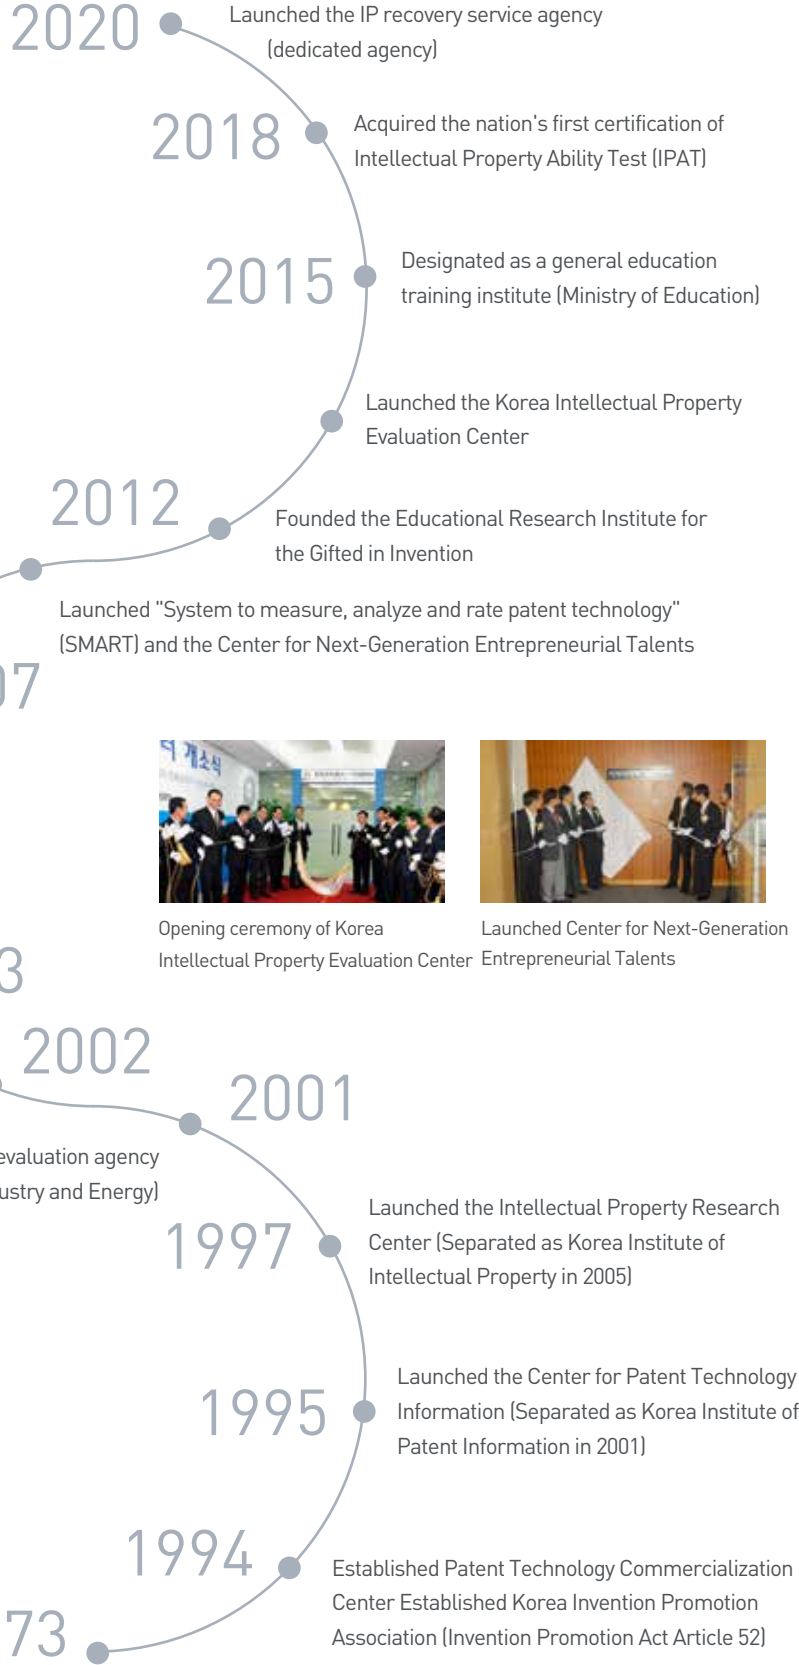 2020
Launched the IP recovery service agency
(dedicated agency)
2018
Acquired the nation's first certification of
Intellectual Property Ability Test (IPAT)
2015
Designated as a general education
training institute (Ministry of Education)
Launched the Korea Intellectual Property
Evaluation Center
2012
Founded the Educational Research Institute for
the Gifted in Invention
Launched "System to measure, analyze and rate patent technology"
(SMART) and the Center for Next-Generation Entrepreneurial Talents
07
개소식
Opening ceremony of Korea
Intellectual Property Evaluation Center
Launched Center for Next-Generation
Entrepreneurial Talents
3
2002
2001
evaluation agency
ustry and Energy)
1997
Launched the Intellectual Property Research
Center (Separated as Korea Institute of
Intellectual Property in 2005)
1995
Launched the Center for Patent Technology
Information (Separated as Korea Institute of
Patent Information in 2001)
1994
Established Patent Technology Commercialization
Center Established Korea Invention Promotion
Association (Invention Promotion Act Article 52)
73